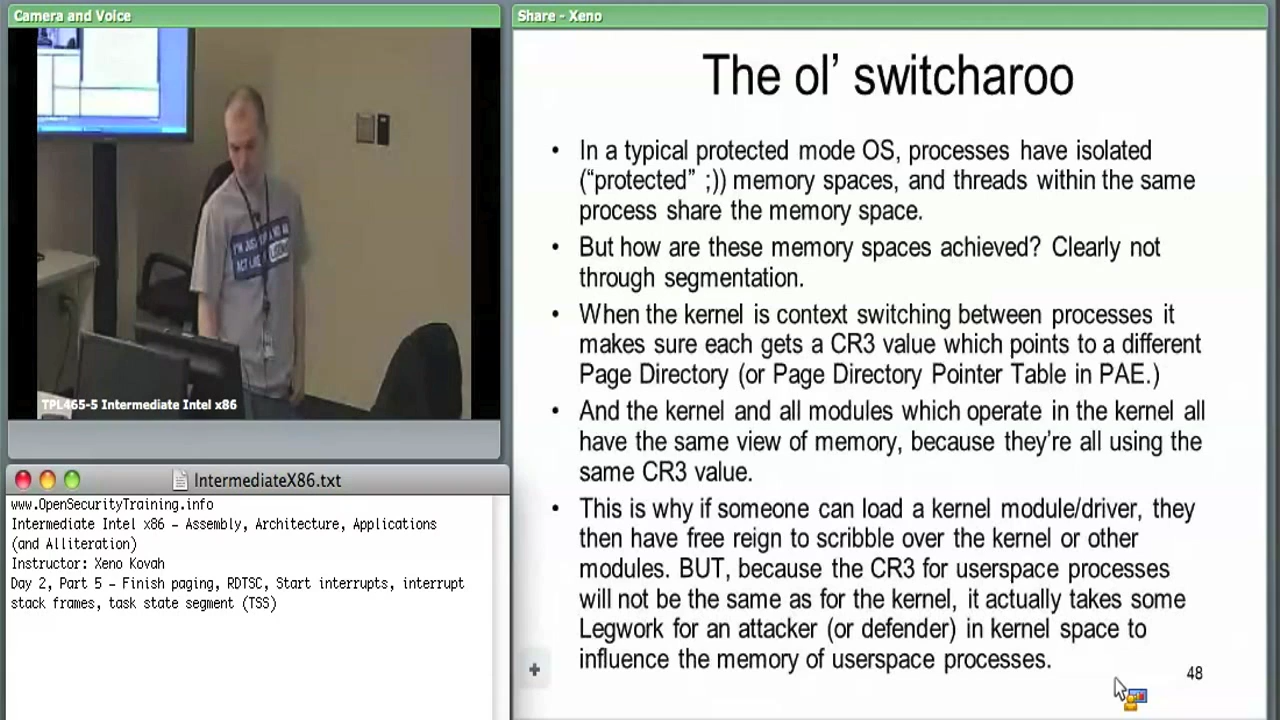 Camera and Voice
TPL465-5 Intermediate Intel x86
IntermediateX86.txt
www.OpenSecurityTraining.info
Intermediate Intel x86 – Assembly, Architecture, Applications
(and Alliteration)
Instructor: Xeno Kovah
Day 2, Part 5 – Finish paging, RDTSC, Start interrupts, interrupt
stack frames, task state segment (TSS)
Share - Xeno
The ol’ switcharoo
• In a typical protected mode OS, processes have isolated
(“protected” ;)) memory spaces, and threads within the same
process share the memory space.
• But how are these memory spaces achieved? Clearly not
through segmentation.
• When the kernel is context switching between processes it
makes sure each gets a CR3 value which points to a different
Page Directory (or Page Directory Pointer Table in PAE.)
• And the kernel and all modules which operate in the kernel all
have the same view of memory, because they’re all using the
same CR3 value.
• This is why if someone can load a kernel module/driver, they
then have free reign to scribble over the kernel or other
modules. BUT, because the CR3 for userspace processes
will not be the same as for the kernel, it actually takes some
Legwork for an attacker (or defender) in kernel space to
influence the memory of userspace processes.
48